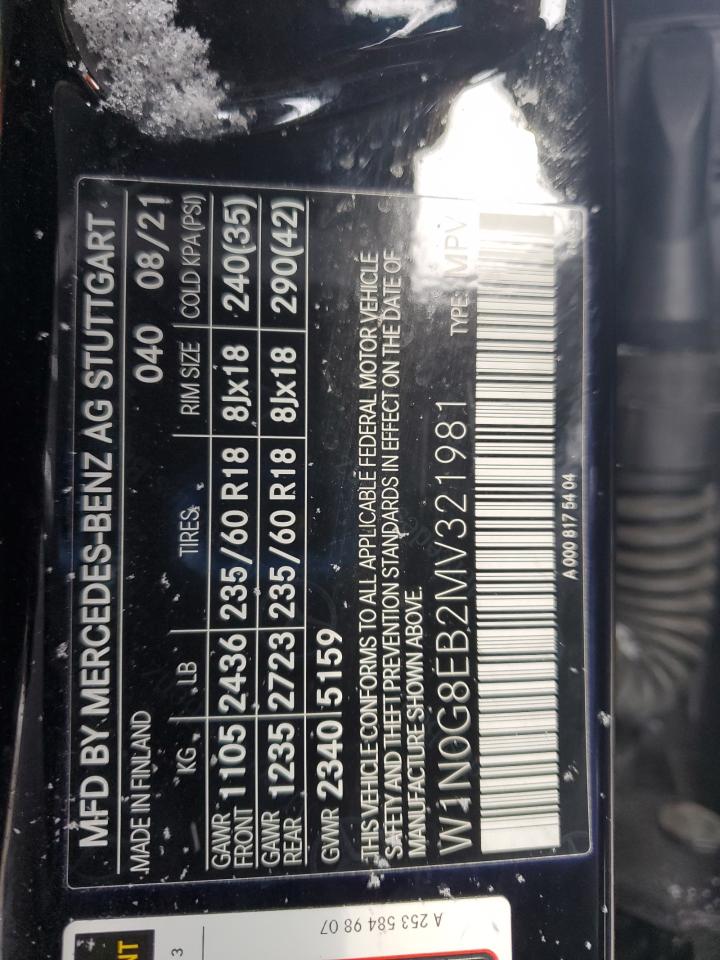 MFD BY MERCEDES-BENZ AG STUTTGART
MADE IN FINLAND 040 08/21
KG LB TIRES RIM SIZE COLD KPA(PSI)
GAWR FRONT 1105 2436 235/60 R18 8Jx18 240(35)
GAWR REAR 1235 2723 235/60 R18 8Jx18 290(42)
GVWR 2340 5159
THIS VEHICLE CONFORMS TO ALL APPLICABLE FEDERAL MOTOR VEHICLE
SAFETY AND THEFT PREVENTION STANDARDS IN EFFECT ON THE DATE OF
MANUFACTURE SHOWN ABOVE.
W1N0G8EB2MV321981 TYPE: MPV
A 000 817 54 04
A 253 584 98 07
3